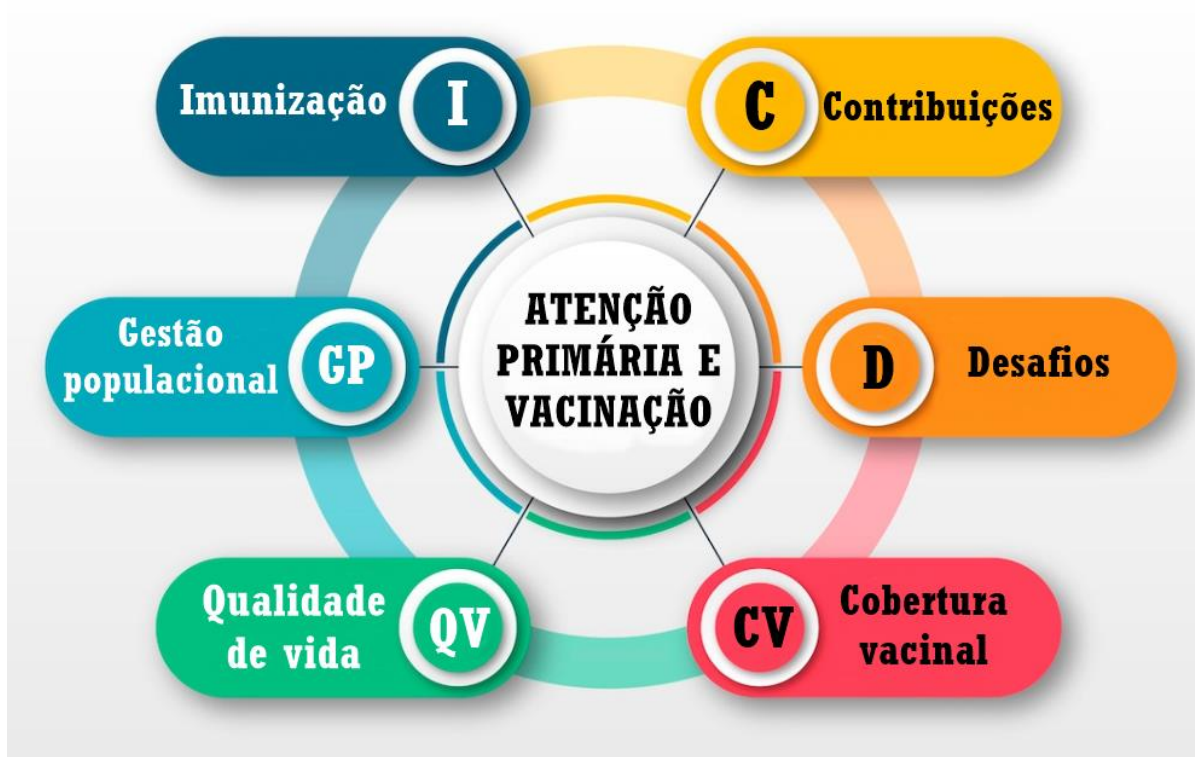 Imunização
I
C
Contribuições
Gestão
populacional
GP
ATENÇÃO
PRIMÁRIA E
VACINAÇÃO
D
Desafios
Qualidade
de vida
QV
CV
Cobertura
vacinal